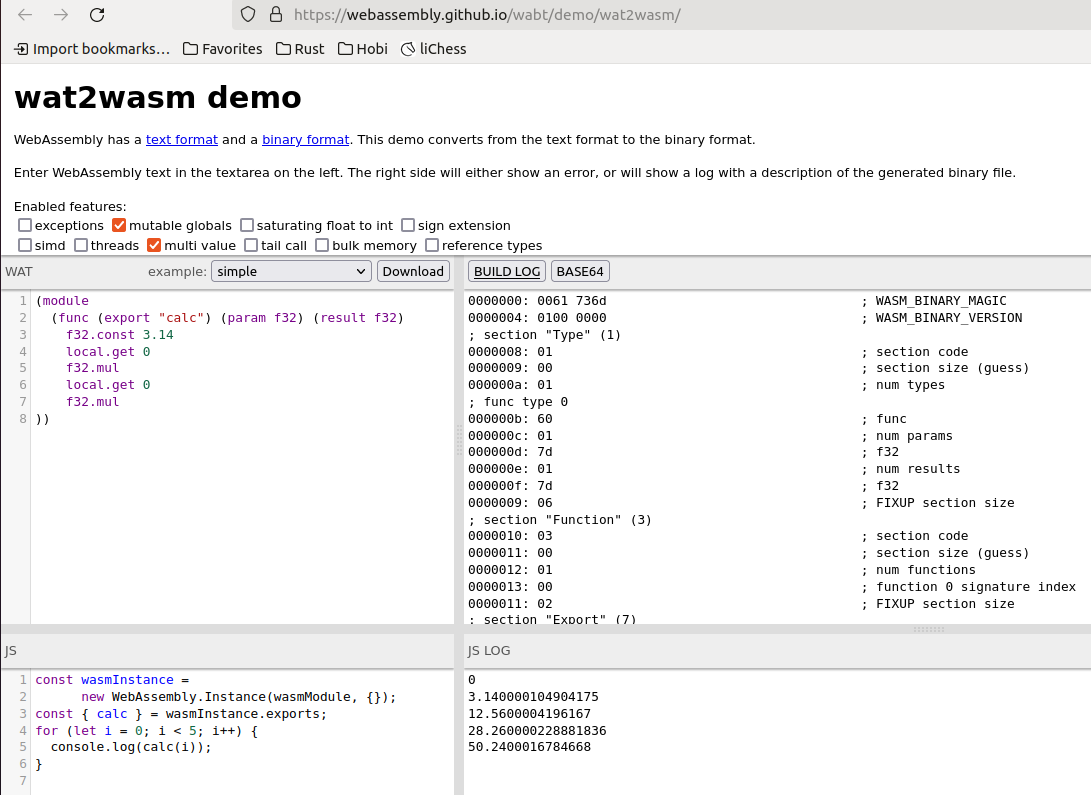 https://webassembly.github.io/wabt/demo/wat2wasm/
Import bookmarks... Favorites Rust Hobi liChess
wat2wasm demo
WebAssembly has a text format and a binary format. This demo converts from the text format to the binary format.
Enter WebAssembly text in the textarea on the left. The right side will either show an error, or will show a log with a description of the generated binary file.
Enabled features:
exceptions mutable globals saturating float to int sign extension
simd threads multi value tail call bulk memory reference types
WAT example: simple Download
1 (module
2   (func (export "calc") (param f32) (result f32)
3     f32.const 3.14
4     local.get 0
5     f32.mul
6     local.get 0
7     f32.mul
8 ))
BUILD LOG BASE64
0000000: 0061 736d ; WASM_BINARY_MAGIC
0000004: 0100 0000 ; WASM_BINARY_VERSION
; section "Type" (1)
0000008: 01 ; section code
0000009: 00 ; section size (guess)
000000a: 01 ; num types
; func type 0
000000b: 60 ; func
000000c: 01 ; num params
000000d: 7d ; f32
000000e: 01 ; num results
000000f: 7d ; f32
0000009: 06 ; FIXUP section size
; section "Function" (3)
0000010: 03 ; section code
0000011: 00 ; section size (guess)
0000012: 01 ; num functions
0000013: 00 ; function 0 signature index
0000011: 02 ; FIXUP section size
; section "Export" (7)
JS
1 const wasmInstance =
2       new WebAssembly.Instance(wasmModule, {});
3 const { calc } = wasmInstance.exports;
4 for (let i = 0; i < 5; i++) {
5   console.log(calc(i));
6 }
7
JS LOG
0
3.140000104904175
12.5600004196167
28.260000228881836
50.2400016784668